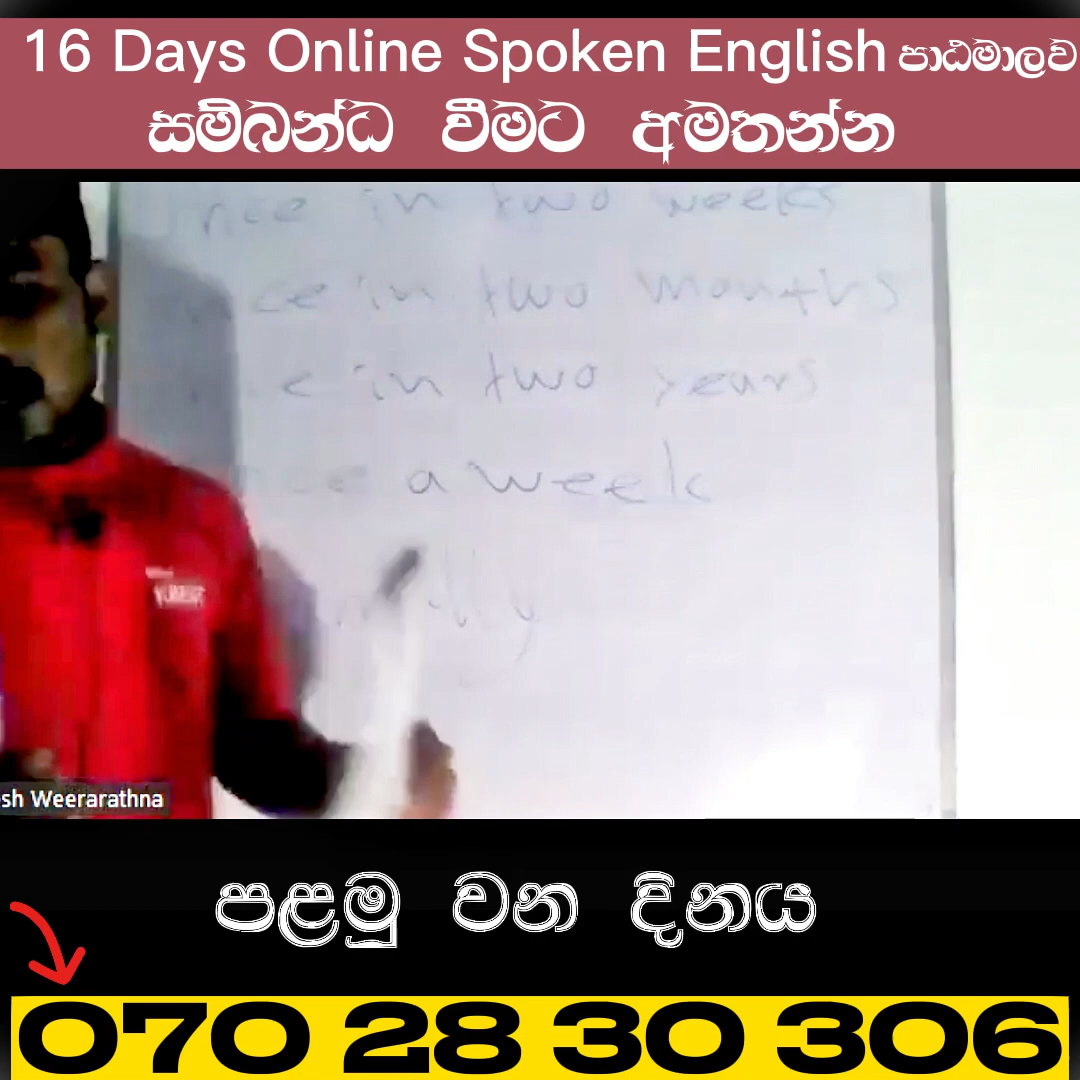 16 Days Online Spoken English පාඨමාලව
සම්බන්ධ වීමට අමතන්න
in two weeks
in two months
in two years
a week
sh Weerarathna
පළමු වන දිනය
070 28 30 306